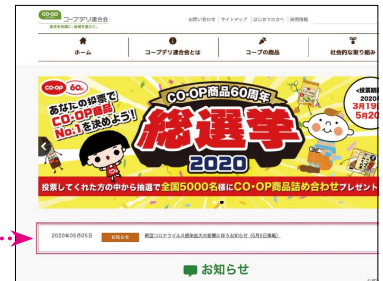 CO·OP コープデリ連合会
お問い合わせ | サイトマップ | はじめての方へ | 採用情報
ホーム
コープデリ連合会とは
コープの商品
社会的な取り組み
CO·OP 60th
あなたの投票で
CO・OP商品
No.1を決めよう!
CO・OP商品60周年
総選挙
2020
<投票期
2020
3月19
5月20
投票してくれた方の中から抽選で全国5000名様にCO・OP商品詰め合わせプレゼント
2020年05月05日 お知らせ 新型コロナウイルス感染拡大の影響に伴うお知らせ(5月5日掲載)
お知らせ